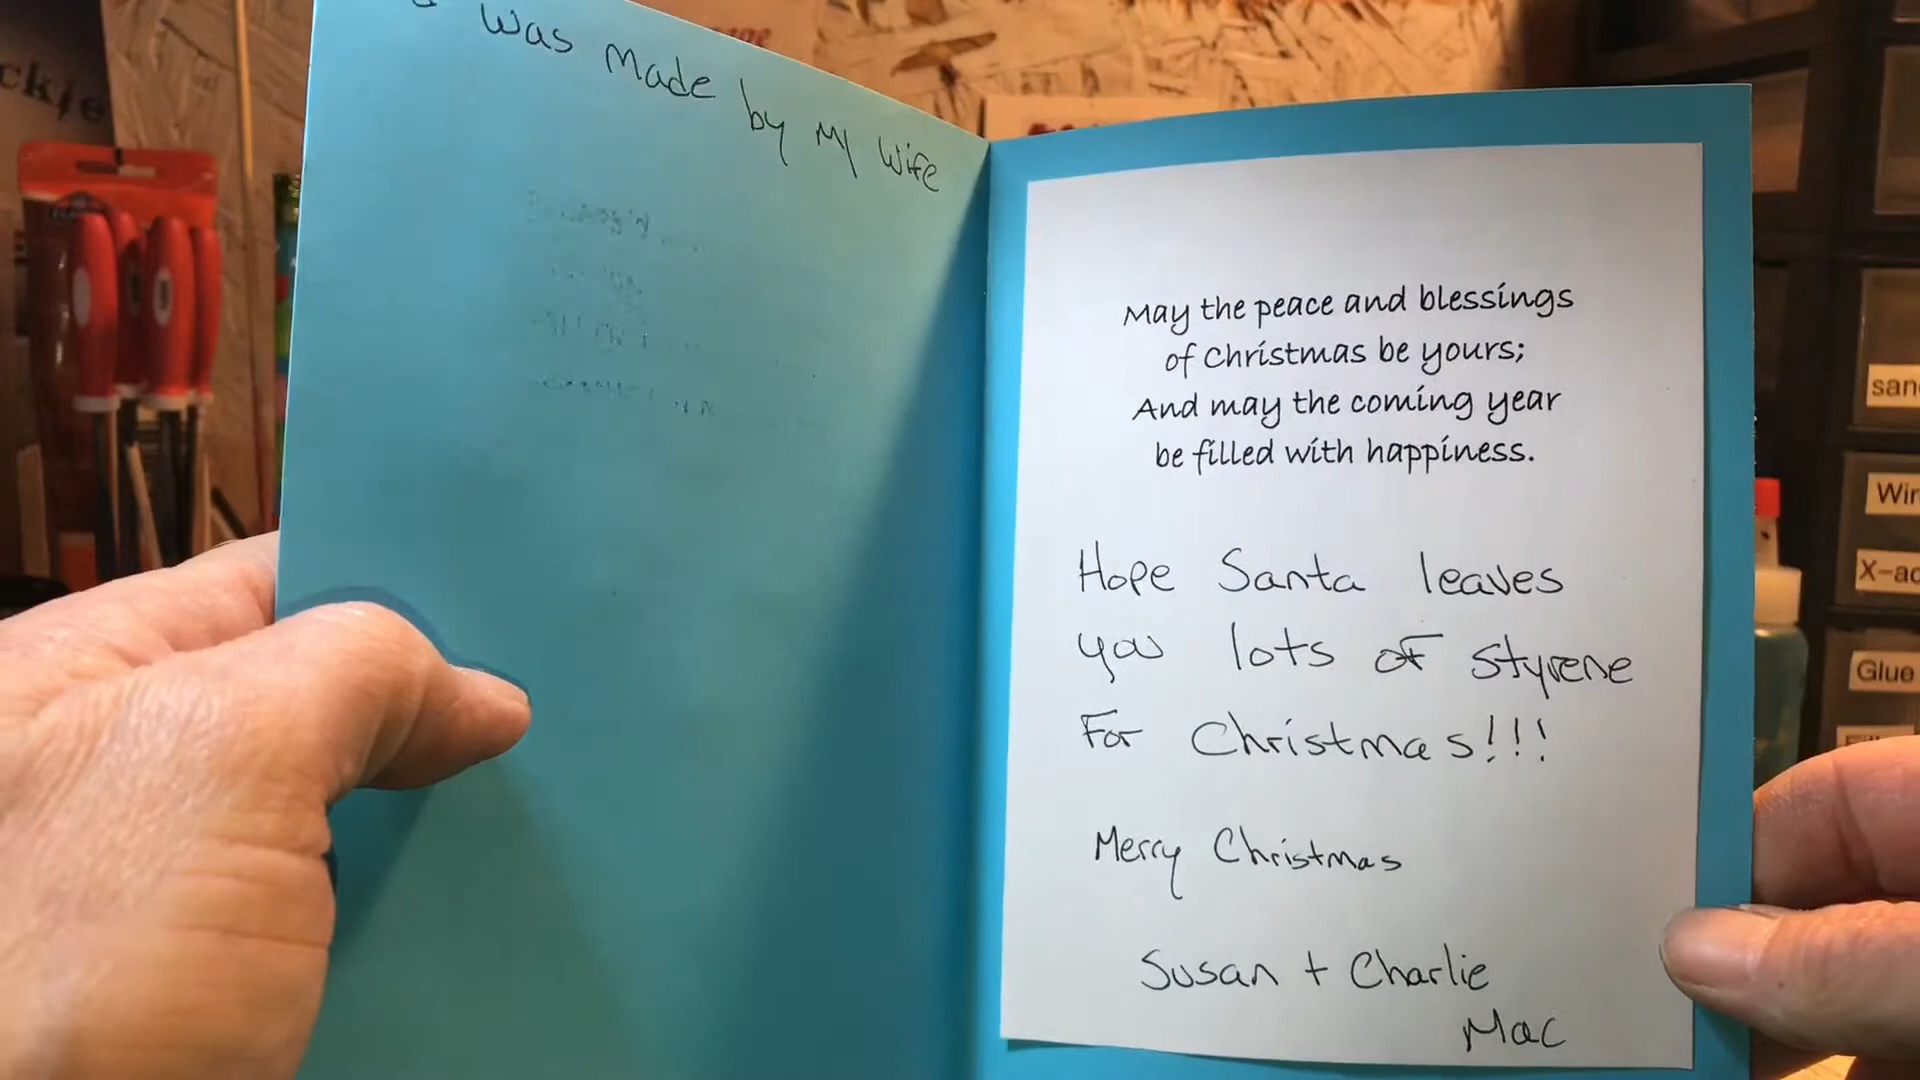 was made by my wife
May the peace and blessings
of Christmas be yours;
And may the coming year
be filled with happiness.
Hope Santa leaves
you lots of styrene
For Christmas!!!
Merry Christmas
Susan + Charlie
Mac
ckie
san
Wir
X-ac
Glue